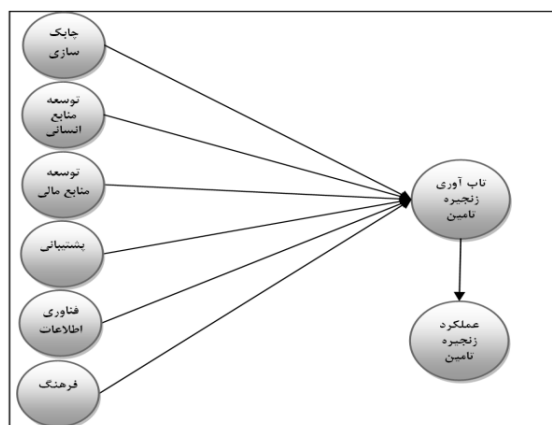 چابک
سازی
توسعه
منابع
انسانی
توسعه
منابع مالی
پشتیبانی
فناوری
اطلاعات
فرهنگ
تاب آوری
زنجیره
تامین
عملکرد
زنجیره
تامین